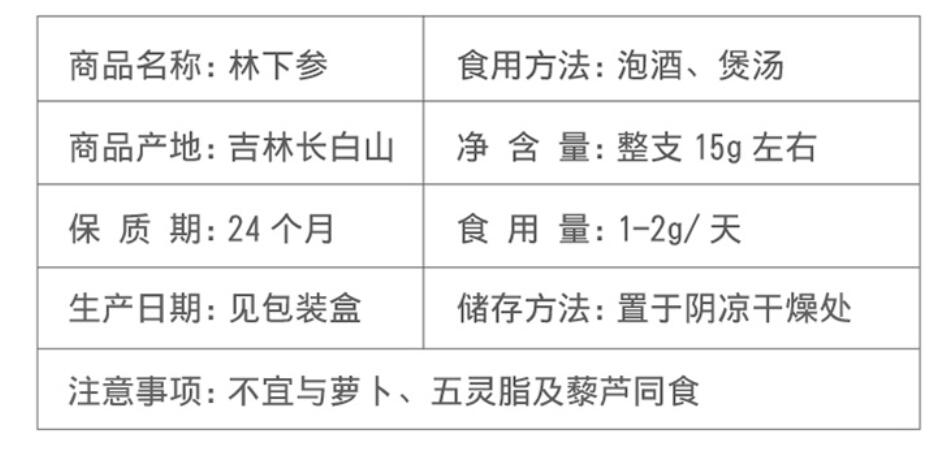 商品名称: 林下参
食用方法: 泡酒、煲汤
商品产地: 吉林长白山
净 含 量: 整支 15g 左右
保 质 期: 24 个月
食 用 量: 1-2g/ 天
生产日期: 见包装盒
储存方法: 置于阴凉干燥处
注意事项: 不宜与萝卜、五灵脂及藜芦同食